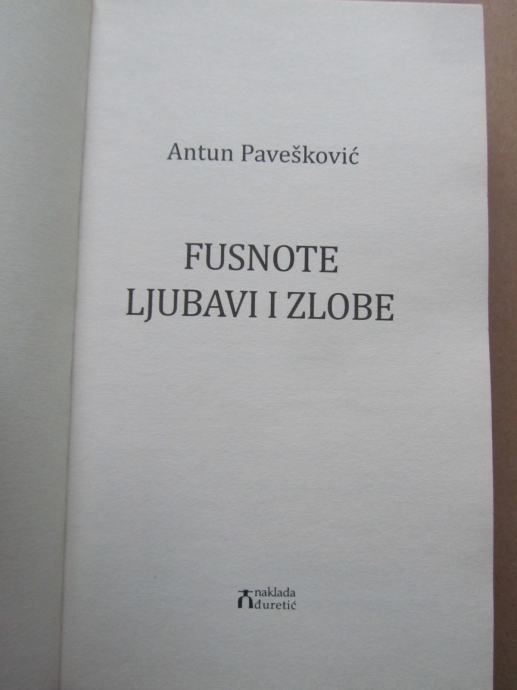 Antun Pavešković
FUSNOTE
LJUBAVI I ZLOBE
naklada
đuretić